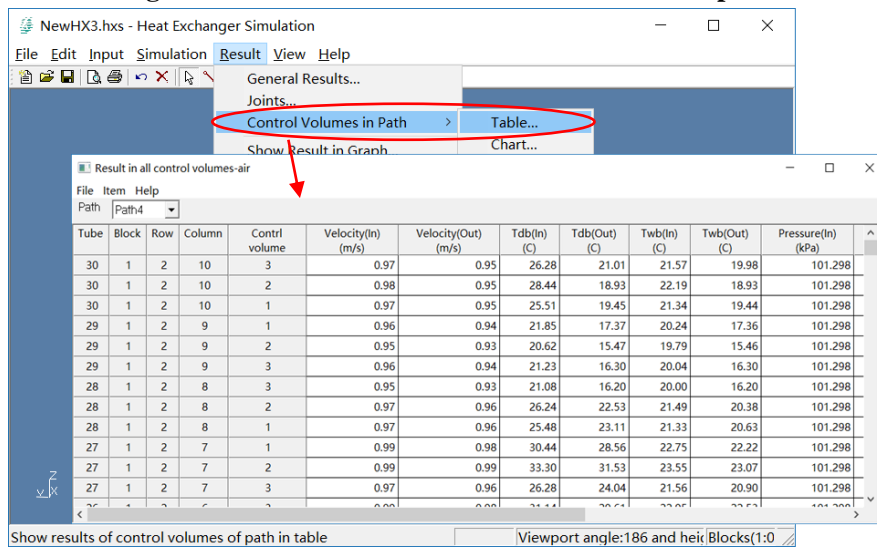 NewHX3.hxs - Heat Exchanger Simulation
File Edit Input Simulation Result View Help
General Results...
Joints...
Control Volumes in Path > Table...
Show Result in Graph Chart...
Result in all control volumes-air
File Item Help
Path Path4
Tube Block Row Column Contrl volume Velocity(In) (m/s) Velocity(Out) (m/s) Tdb(In) (C) Tdb(Out) (C) Twb(In) (C) Twb(Out) (C) Pressure(In) (kPa)
30 1 2 10 3 0.97 0.95 26.28 21.01 21.57 19.98 101.298
30 1 2 10 2 0.98 0.95 28.44 18.93 22.19 18.93 101.298
30 1 2 10 1 0.97 0.95 25.51 19.45 21.34 19.44 101.298
29 1 2 9 1 0.96 0.94 21.85 17.37 20.24 17.36 101.298
29 1 2 9 2 0.95 0.93 20.62 15.47 19.79 15.46 101.298
29 1 2 9 3 0.96 0.94 21.23 16.30 20.04 16.30 101.298
28 1 2 8 3 0.95 0.93 21.08 16.20 20.00 16.20 101.298
28 1 2 8 2 0.97 0.96 26.24 22.53 21.49 20.38 101.298
28 1 2 8 1 0.97 0.96 25.48 23.11 21.33 20.63 101.298
27 1 2 7 1 0.99 0.98 30.44 28.56 22.75 22.22 101.298
27 1 2 7 2 0.99 0.99 33.30 31.53 23.55 23.07 101.298
27 1 2 7 3 0.97 0.96 26.28 24.04 21.56 20.90 101.298
Z
y X
Show results of control volumes of path in table Viewport angle:186 and hei Blocks(1:0